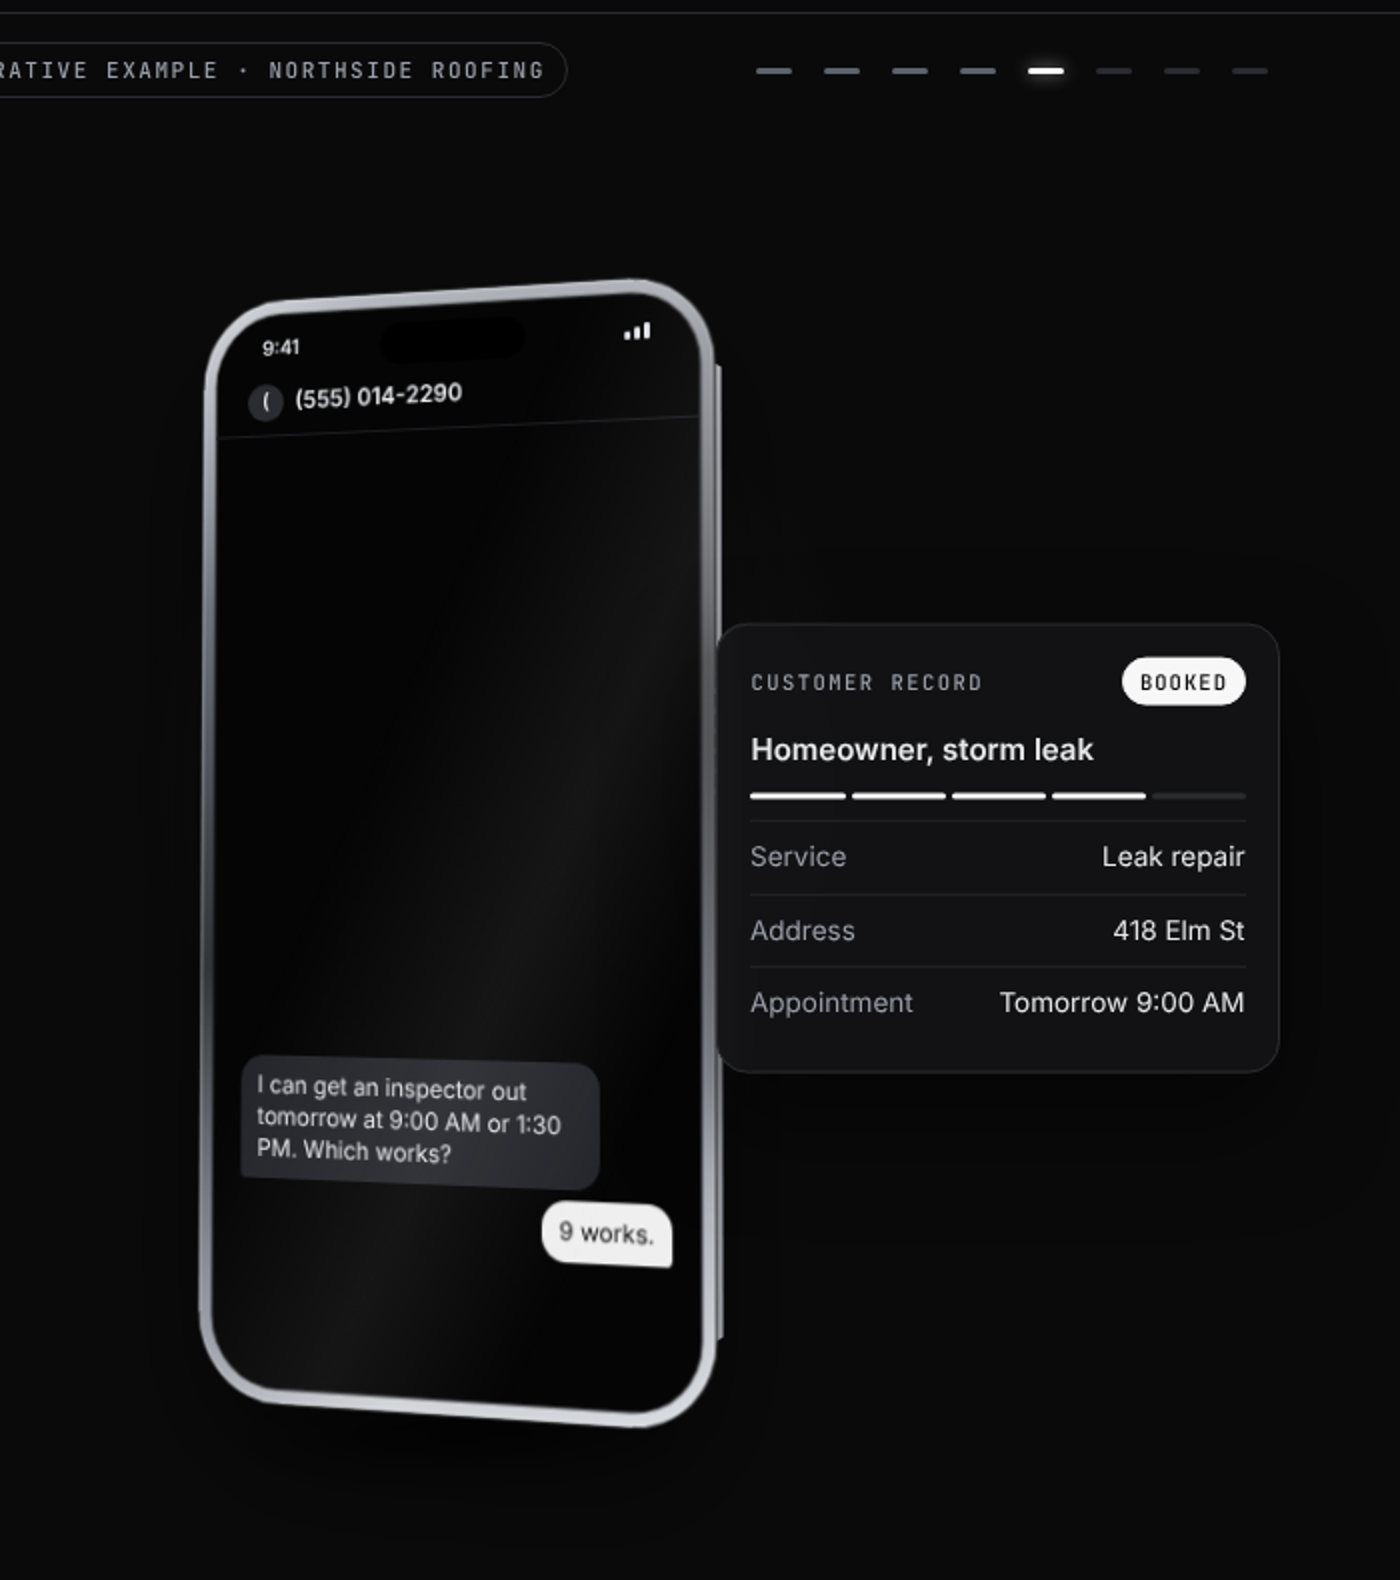 RATIVE EXAMPLE · NORTHSIDE ROOFING
9:41
( (555) 014-2290
CUSTOMER RECORD BOOKED
Homeowner, storm leak
Service Leak repair
Address 418 Elm St
Appointment Tomorrow 9:00 AM
I can get an inspector out
tomorrow at 9:00 AM or 1:30
PM. Which works?
9 works.